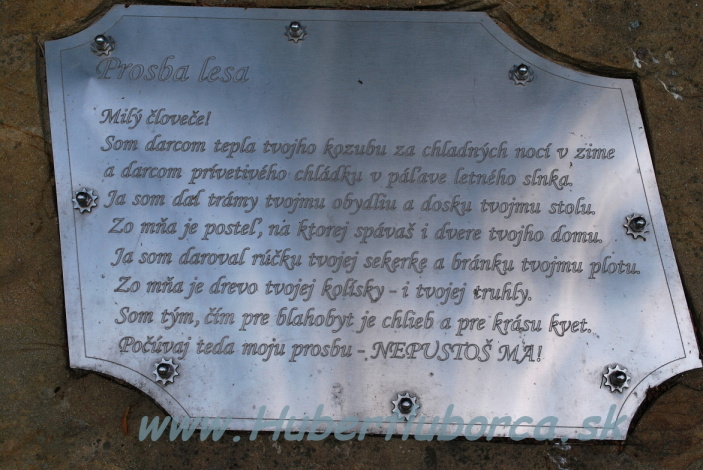 Prosba lesa
Milý človeče!
Som darcom tepla tvojho kozubu za chladných nocí v zime
a darcom prívetivého chládku v páľave letného slnka.
Ja som dal trámy tvojmu obydliu a dosku tvojmu stolu.
Zo mňa je posteľ, na ktorej spávaš i dvere tvojho domu.
Ja som daroval rúčku tvojej sekerke a bránku tvojmu plotu.
Zo mňa je drevo tvojej kolísky - i tvojej truhly.
Som tým, čím pre blahobyt je chlieb a pre krásu kvet.
Počúvaj teda moju prosbu - NEPUSTOŠ MA!
www.Hubertluborca.sk